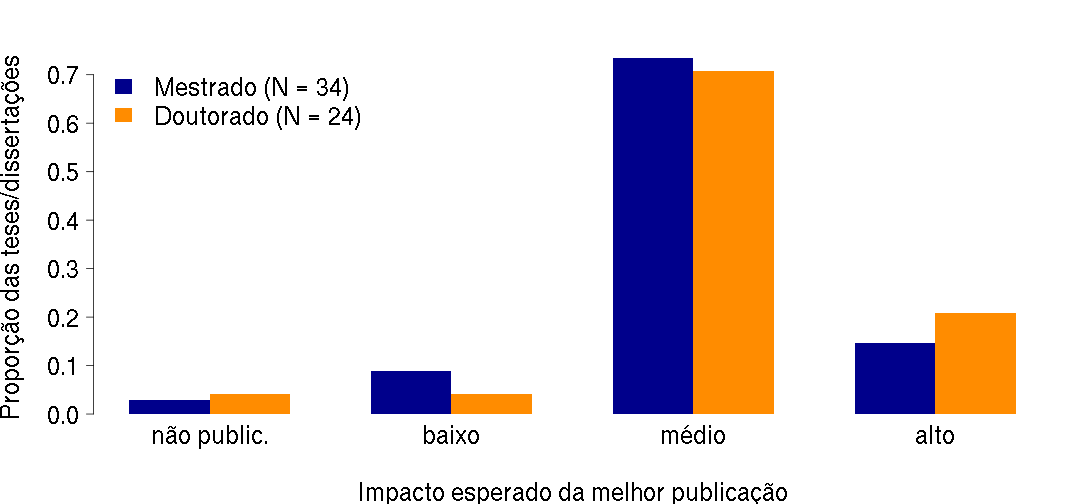 Proporção das teses/dissertações
0.7
0.6
0.5
0.4
0.3
0.2
0.1
0.0
Mestrado (N = 34)
Doutorado (N = 24)
não public.
baixo
médio
alto
Impacto esperado da melhor publicação